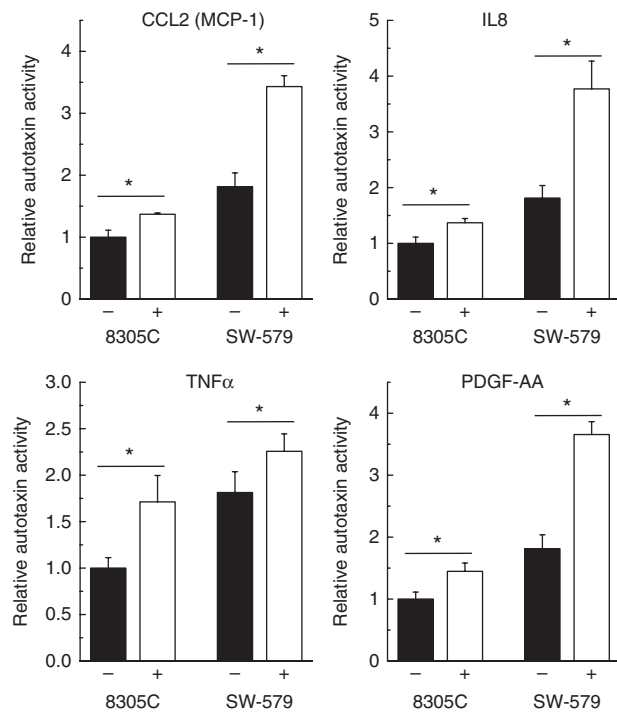 CCL2 (MCP-1)
Relative autotaxin activity
4
3
2
1
0
*
*
– + – +
8305C SW-579
IL8
Relative autotaxin activity
5
4
3
2
1
0
*
*
– + – +
8305C SW-579
TNFα
Relative autotaxin activity
3.0
2.5
2.0
1.5
1.0
0.5
0.0
*
*
– + – +
8305C SW-579
PDGF-AA
Relative autotaxin activity
4
3
2
1
0
*
*
– + – +
8305C SW-579